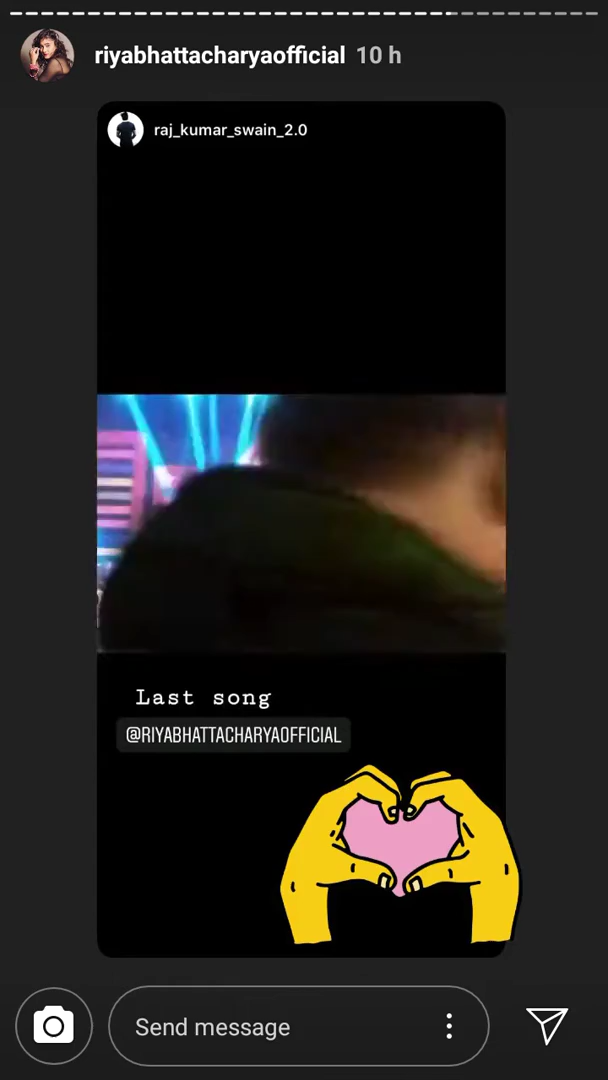 riyabhattacharyaofficial 10 h
raj_kumar_swain_2.0
Last song
@RIYABHATTACHARYAOFFICIAL
Send message